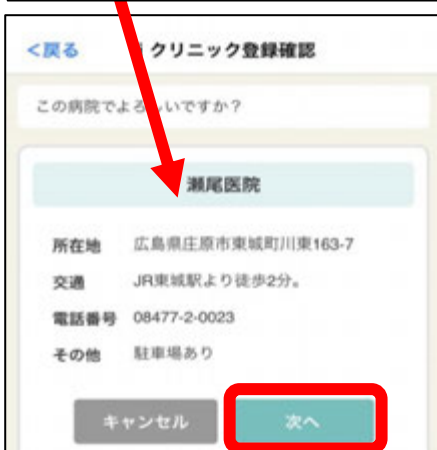 <戻る クリニック登録確認
この病院でよろしいですか？
瀬尾医院
所在地 広島県庄原市東城町川東163-7
交通 JR東城駅より徒歩2分。
電話番号 08477-2-0023
その他 駐車場あり
キャンセル 次へ